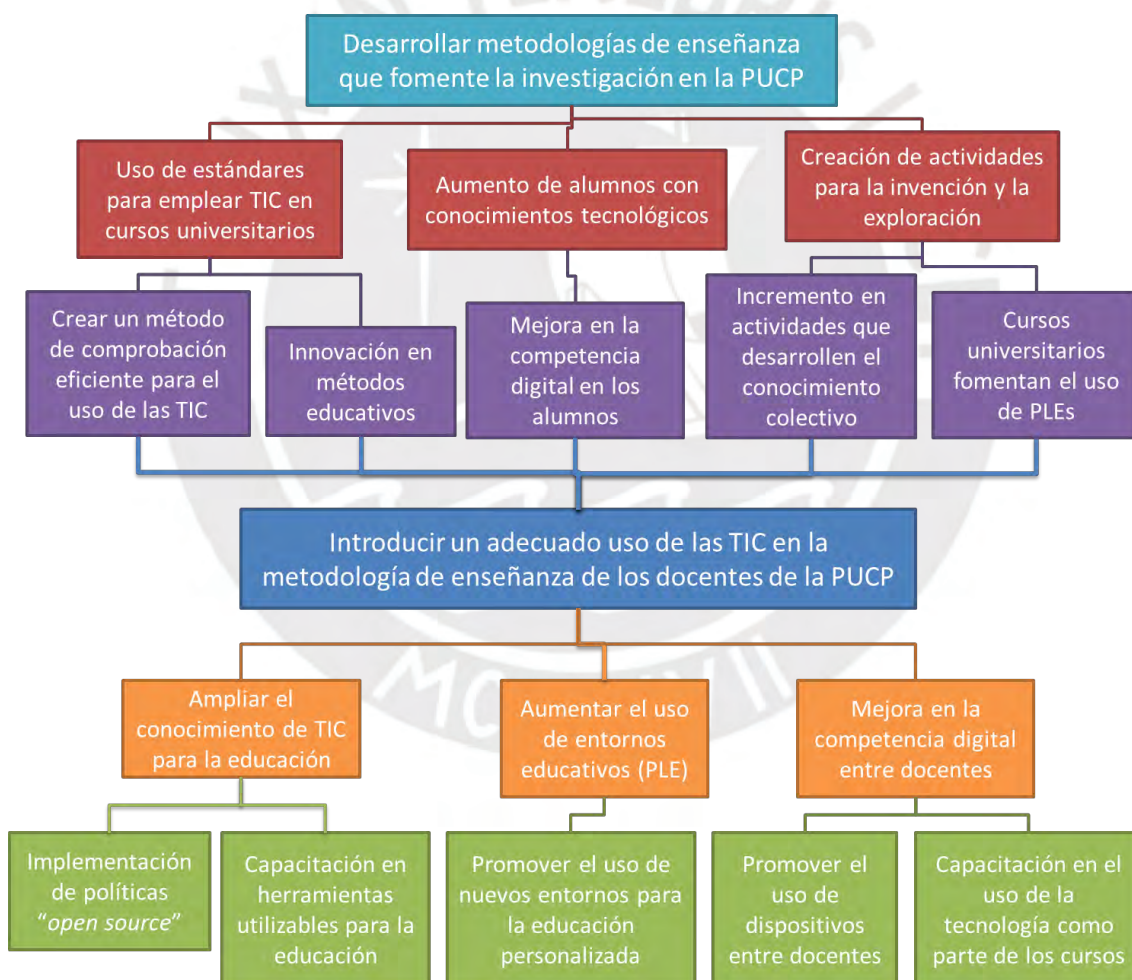 Desarrollar metodologías de enseñanza
que fomente la investigación en la PUCP
Uso de estándares
para emplear TIC en
cursos universitarios
Aumento de alumnos con
conocimientos tecnológicos
Creación de actividades
para la invención y la
exploración
Crear un método
de comprobación
eficiente para el
uso de las TIC
Innovación en
métodos
educativos
Mejora en la
competencia
digital en los
alumnos
Incremento en
actividades que
desarrollen el
conocimiento
colectivo
Cursos
universitarios
fomentan el uso
de PLEs
Introducir un adecuado uso de las TIC en la
metodología de enseñanza de los docentes de la PUCP
Ampliar el
conocimiento de TIC
para la educación
Aumentar el uso
de entornos
educativos (PLE)
Mejora en la
competencia digital
entre docentes
Implementación
de políticas
“open source”
Capacitación en
herramientas
utilizables para la
educación
Promover el uso de
nuevos entornos para
la educación
personalizada
Promover el
uso de
dispositivos
entre docentes
Capacitación en el
uso de la
tecnología como
parte de los cursos